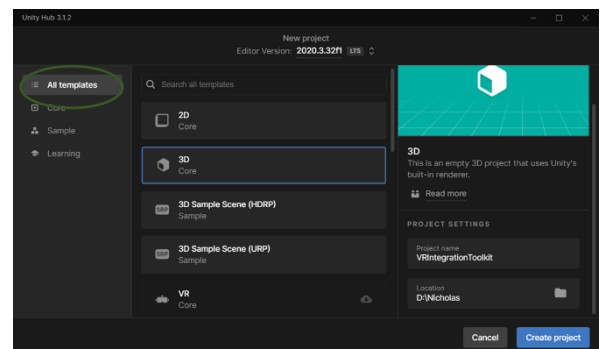 Unity Hub 3.1.2
New project
Editor Version: 2020.3.32f1 LTS
All templates
Core
Sample
Learning
Search all templates
2D
Core
3D
Core
SRP
3D Sample Scene (HDRP)
Sample
SRP
3D Sample Scene (URP)
Sample
VR
Core
3D
This is an empty 3D project that uses Unity's
built-in renderer.
Read more
PROJECT SETTINGS
Project name
VRIntegrationToolkit
Location
D:\Nicholas
Cancel
Create project